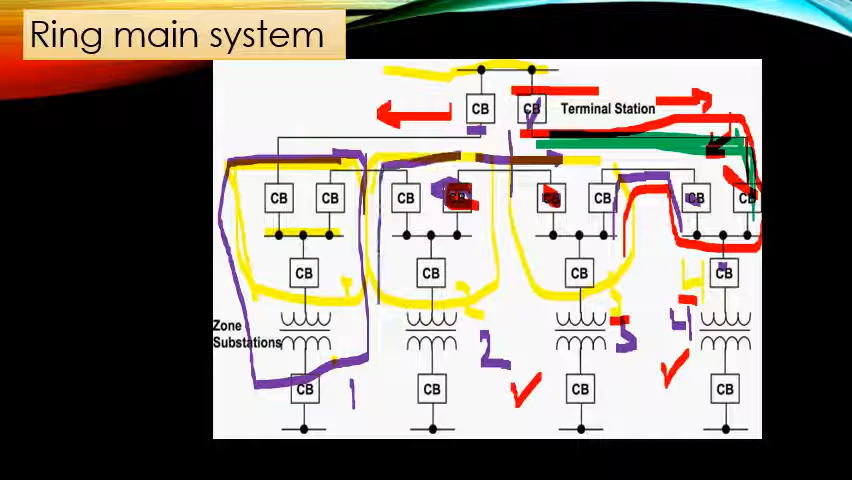 Ring main system
CB CB Terminal Station
CB CB CB CB CB CB CB CB
CB CB CB CB
4
Zone
Substations
1 2 3 4
CB CB CB CB